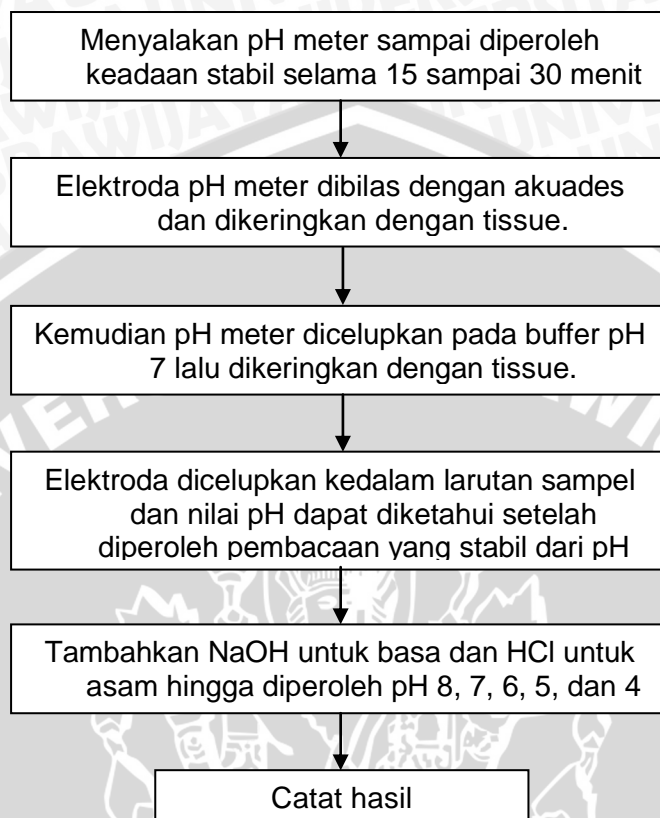 Menyalakan pH meter sampai diperoleh
keadaan stabil selama 15 sampai 30 menit
Elektroda pH meter dibilas dengan akuades
dan dikeringkan dengan tissue.
Kemudian pH meter dicelupkan pada buffer pH
7 lalu dikeringkan dengan tissue.
Elektroda dicelupkan kedalam larutan sampel
dan nilai pH dapat diketahui setelah
diperoleh pembacaan yang stabil dari pH
Tambahkan NaOH untuk basa dan HCl untuk
asam hingga diperoleh pH 8, 7, 6, 5, dan 4
Catat hasil